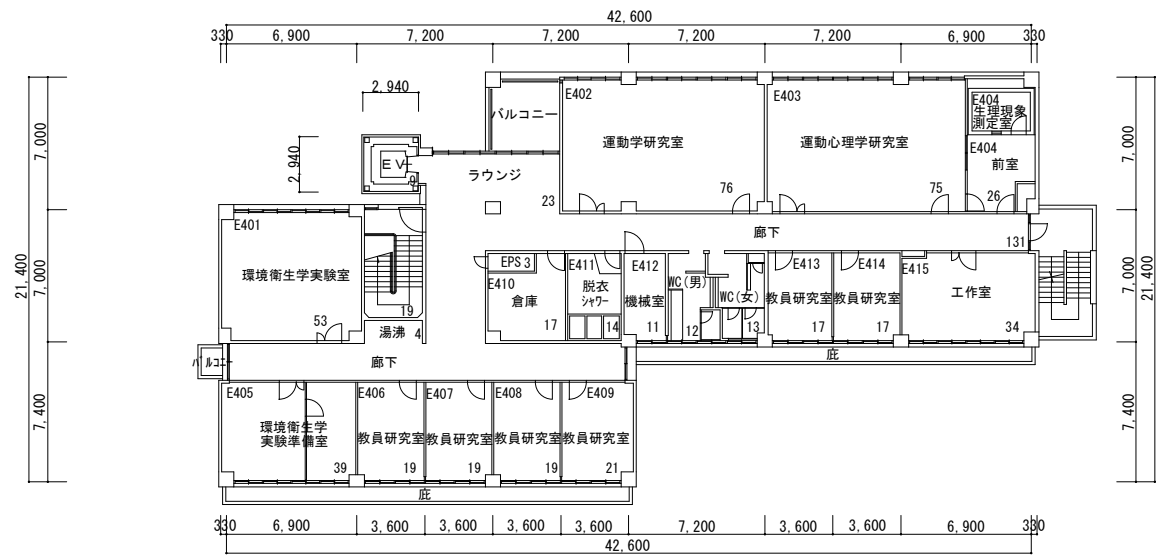 42,600
330 6,900 7,200 7,200 7,200 7,200 6,900 330
2,940
7,000
7,000
7,400
21,400
2,940
7,000
7,000
7,400
21,400
バルコニー
E402
運動学研究室
76
E403
運動心理学研究室
75
E404
生理現象
測定室
E404
前室
26
EV
9
ラウンジ
23
廊下
131
E401
環境衛生学実験室
53
19
湯沸
4
EPS 3
E410
倉庫
17
E411
脱衣
シャワー
14
E412
機械室
11
WC(男)
12
WC(女)
13
E413
教員研究室
17
E414
教員研究室
17
E415
工作室
34
庇
バルコニー
廊下
E405
環境衛生学
実験準備室
39
E406
教員研究室
19
E407
教員研究室
19
E408
教員研究室
19
E409
教員研究室
21
庇
330 6,900 3,600 3,600 3,600 3,600 7,200 3,600 3,600 6,900 330
42,600